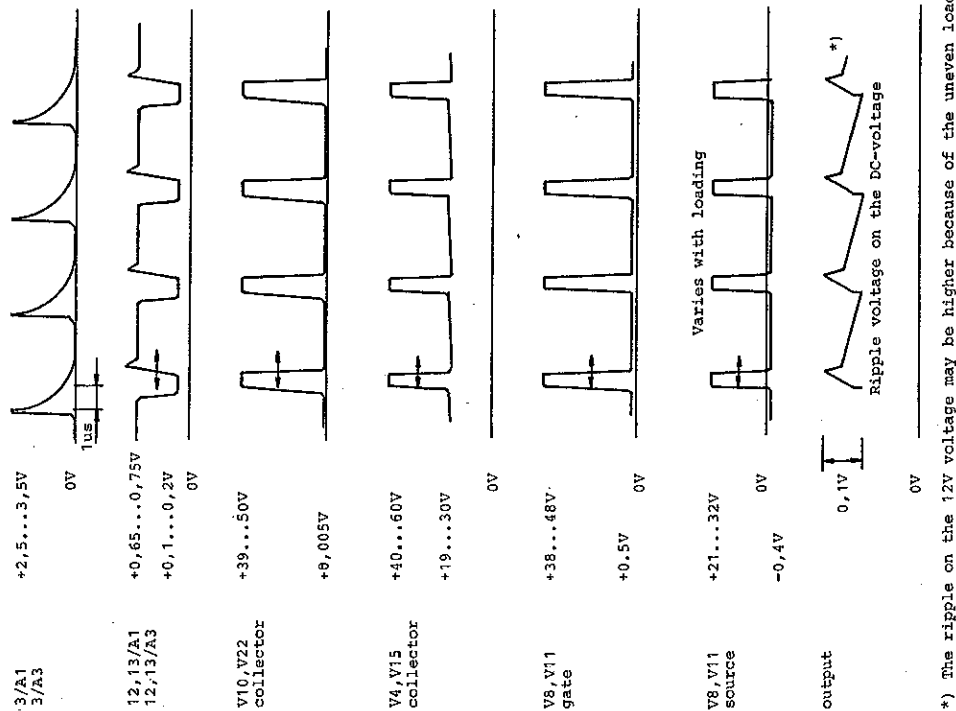 3/A1
3/A3
+2,5...3,5V
0V
1us
12,13/A1
12,13/A3
+0,65...0,75V
+0,1...0,2V
0V
V10,V22
collector
+39...50V
+0,005V
V4,V15
collector
+40...60V
+19...30V
0V
V8,V11
gate
+38...48V
+0.5V
0V
V8,V11
source
+21...32V
Varies with loading
0V
-0,4V
output
0,1V
*)
Ripple voltage on the DC-voltage
0V
*) The ripple on the 12V voltage may be higher because of the uneven load